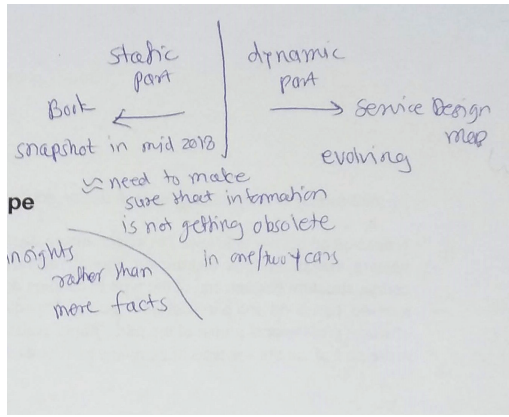 static
part
dynamic
part
Book
snapshot in mid 2018
Service Design
map
evolving
≈ need to make
sure that information
is not getting obsolete
in one/two years
pe
insights
rather than
mere facts